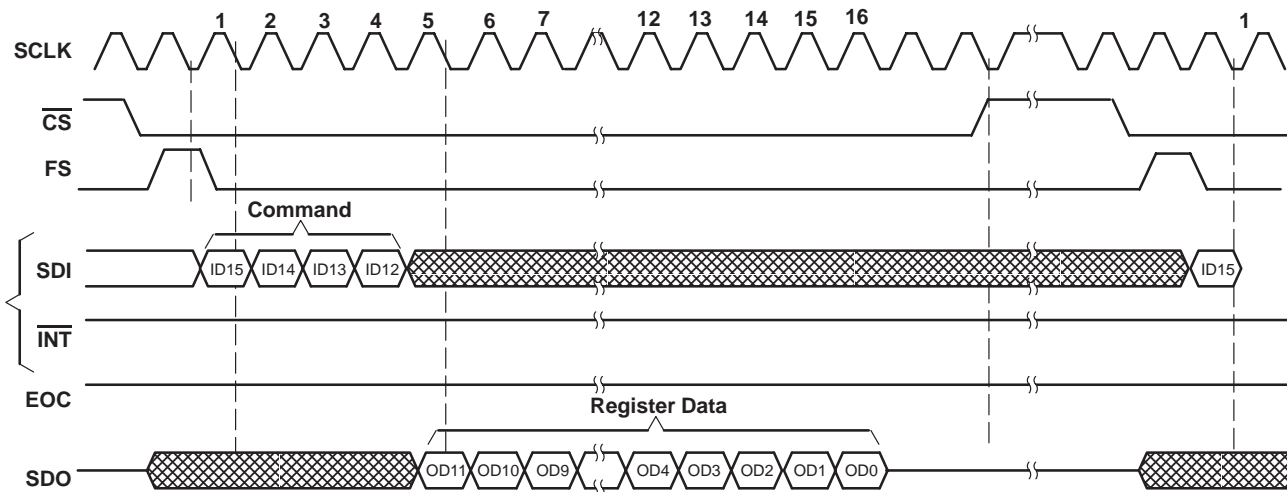 1 2 3 4 5 6 7 12 13 14 15 16 1
SCLK
CS
FS
Command
SDI ID15 ID14 ID13 ID12 ID15
INT
EOC
Register Data
SDO OD11 OD10 OD9 OD4 OD3 OD2 OD1 OD0